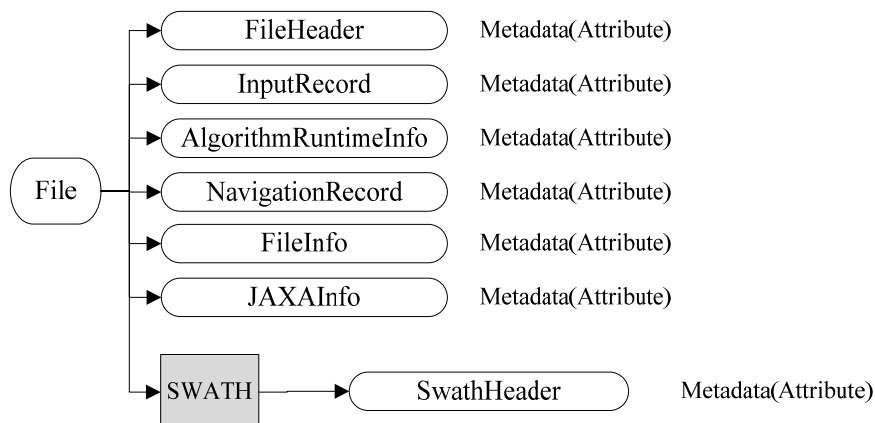 FileHeader Metadata(Attribute)
InputRecord Metadata(Attribute)
AlgorithmRuntimeInfo Metadata(Attribute)
File NavigationRecord Metadata(Attribute)
FileInfo Metadata(Attribute)
JAXAInfo Metadata(Attribute)
SWATH SwathHeader Metadata(Attribute)